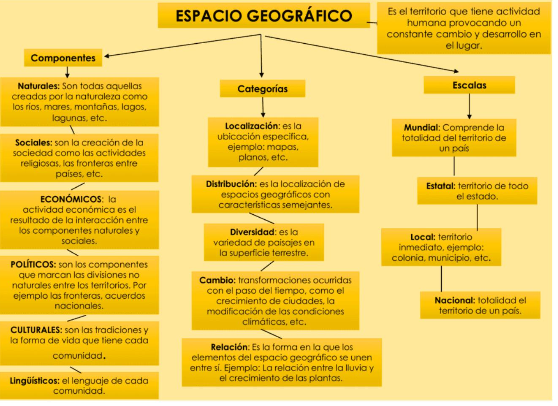 ESPACIO GEOGRÁFICO
Es el territorio que tiene actividad
humana provocando un
constante cambio y desarrollo en
el lugar.
Componentes
Naturales: Son todas aquellas
creadas por la naturaleza como
los ríos, mares, montañas, lagos,
lagunas, etc.
Sociales: son la creación de la
sociedad como las actividades
religiosas, las fronteras entre
países, etc.
ECONÓMICOS: la
actividad económica es el
resultado de la interacción entre
los componentes naturales y
sociales.
POLÍTICOS: son los componentes
que marcan las divisiones no
naturales entre los territorios. Por
ejemplo las fronteras, acuerdos
nacionales.
CULTURALES: son las tradiciones y
la forma de vida que tiene cada
comunidad.
Lingüísticos: el lenguaje de cada
comunidad.
Categorías
Localización: es la
ubicación específica,
ejemplo: mapas,
planos, etc.
Distribución: es la localización de
espacios geográficos con
características semejantes.
Diversidad: es la
variedad de paisajes en
la superficie terrestre.
Cambio: transformaciones ocurridas
con el paso del tiempo, como el
crecimiento de ciudades, la
modificación de las condiciones
climáticas, etc.
Relación: Es la forma en la que los
elementos del espacio geográfico se unen
entre sí. Ejemplo: La relación entre la lluvia y
el crecimiento de las plantas.
Escalas
Mundial: Comprende la
totalidad del territorio de
un país
Estatal: territorio de todo
el estado.
Local: territorio
inmediato, ejemplo:
colonia, municipio, etc.
Nacional: totalidad el
territorio de un país.